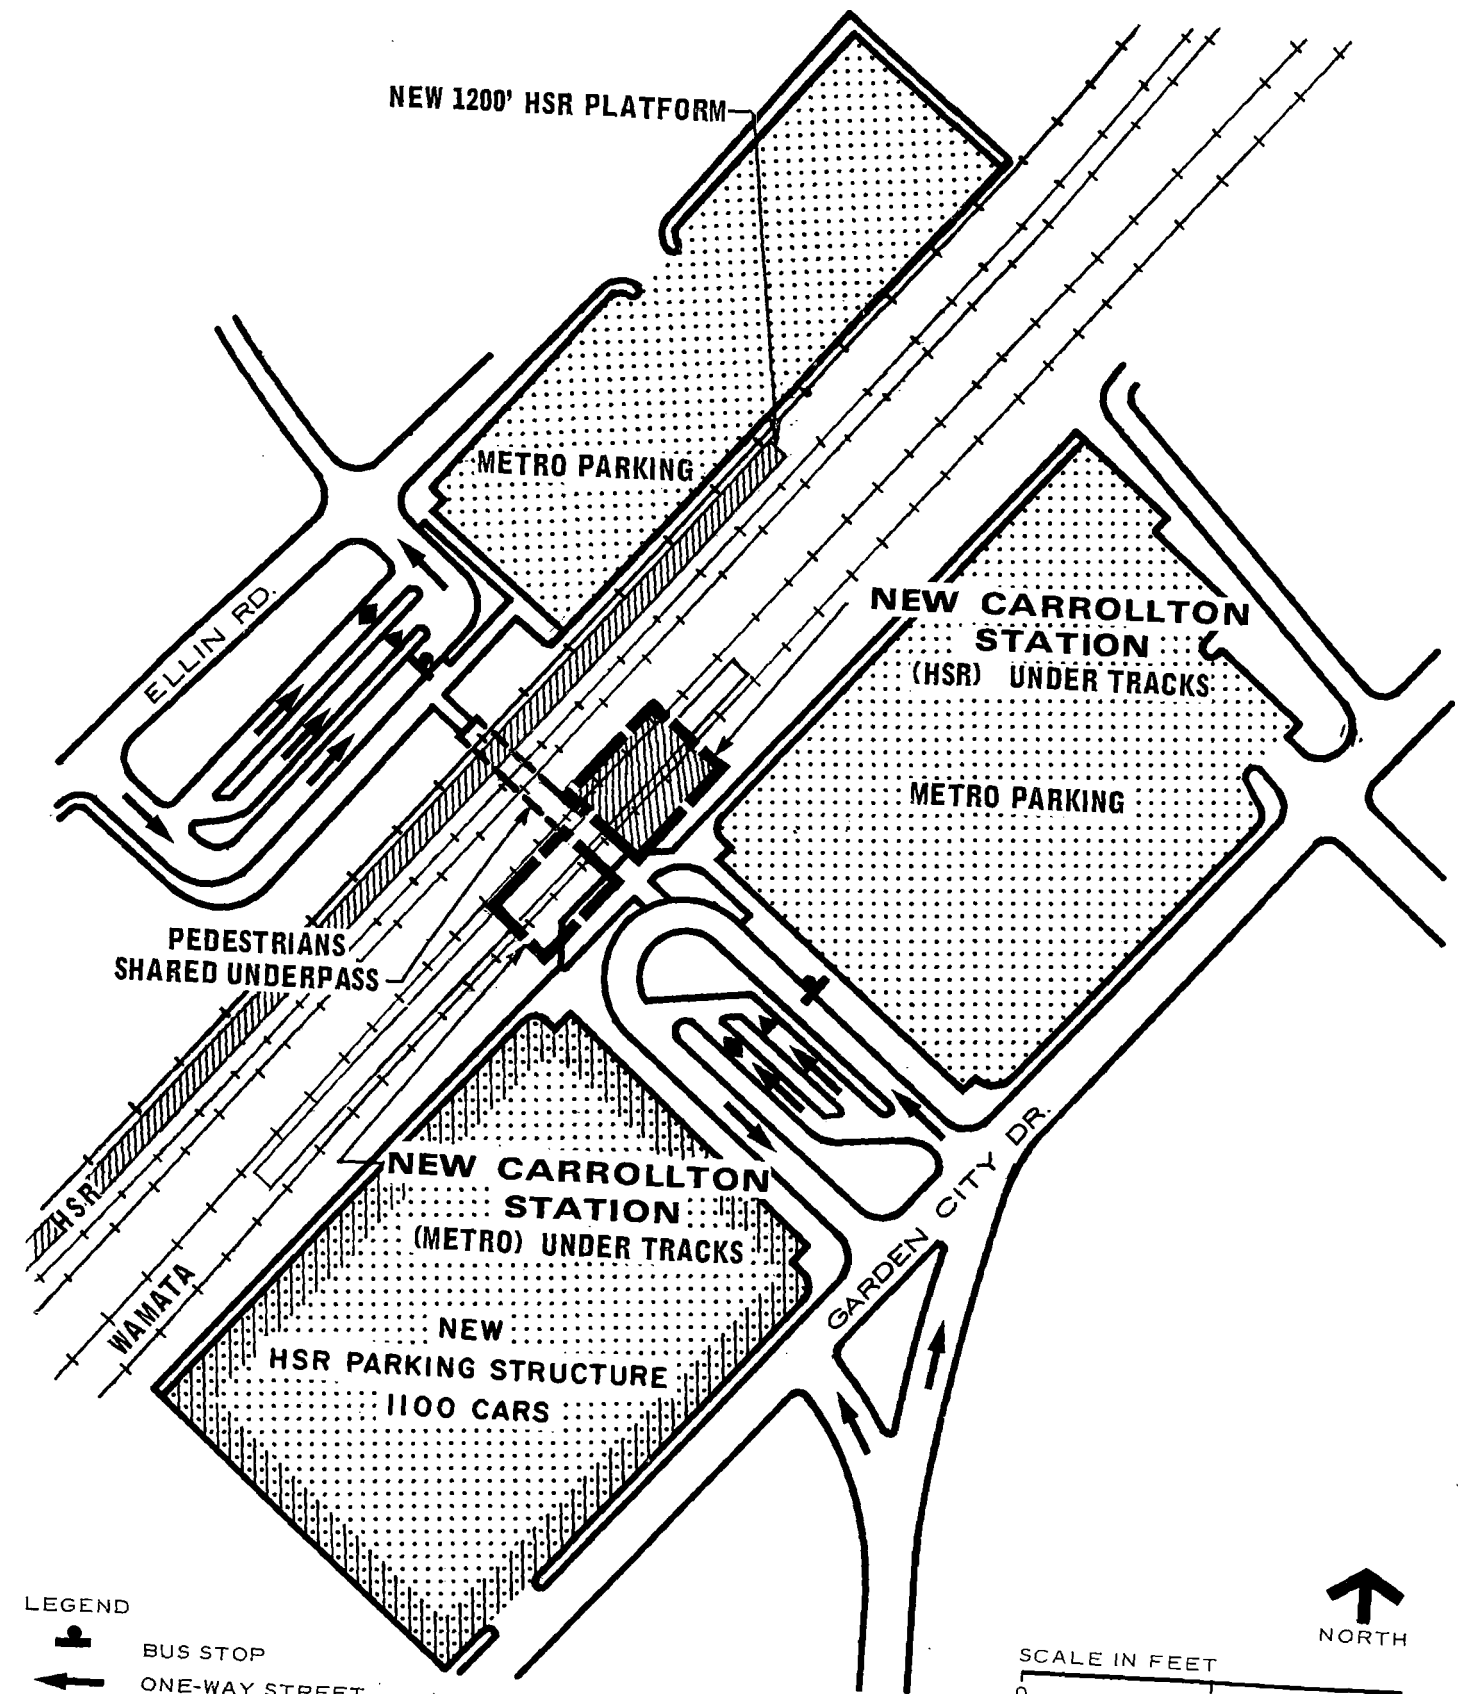 NEW 1200' HSR PLATFORM
METRO PARKING
ELLIN RD.
NEW CARROLLTON
STATION
(HSR) UNDER TRACKS
METRO PARKING
PEDESTRIANS
SHARED UNDERPASS
HSR
WAMATA
NEW CARROLLTON
STATION
(METRO) UNDER TRACKS
NEW
HSR PARKING STRUCTURE
1100 CARS
GARDEN CITY DR.
LEGEND
BUS STOP
ONE-WAY STREET
NORTH
SCALE IN FEET
0